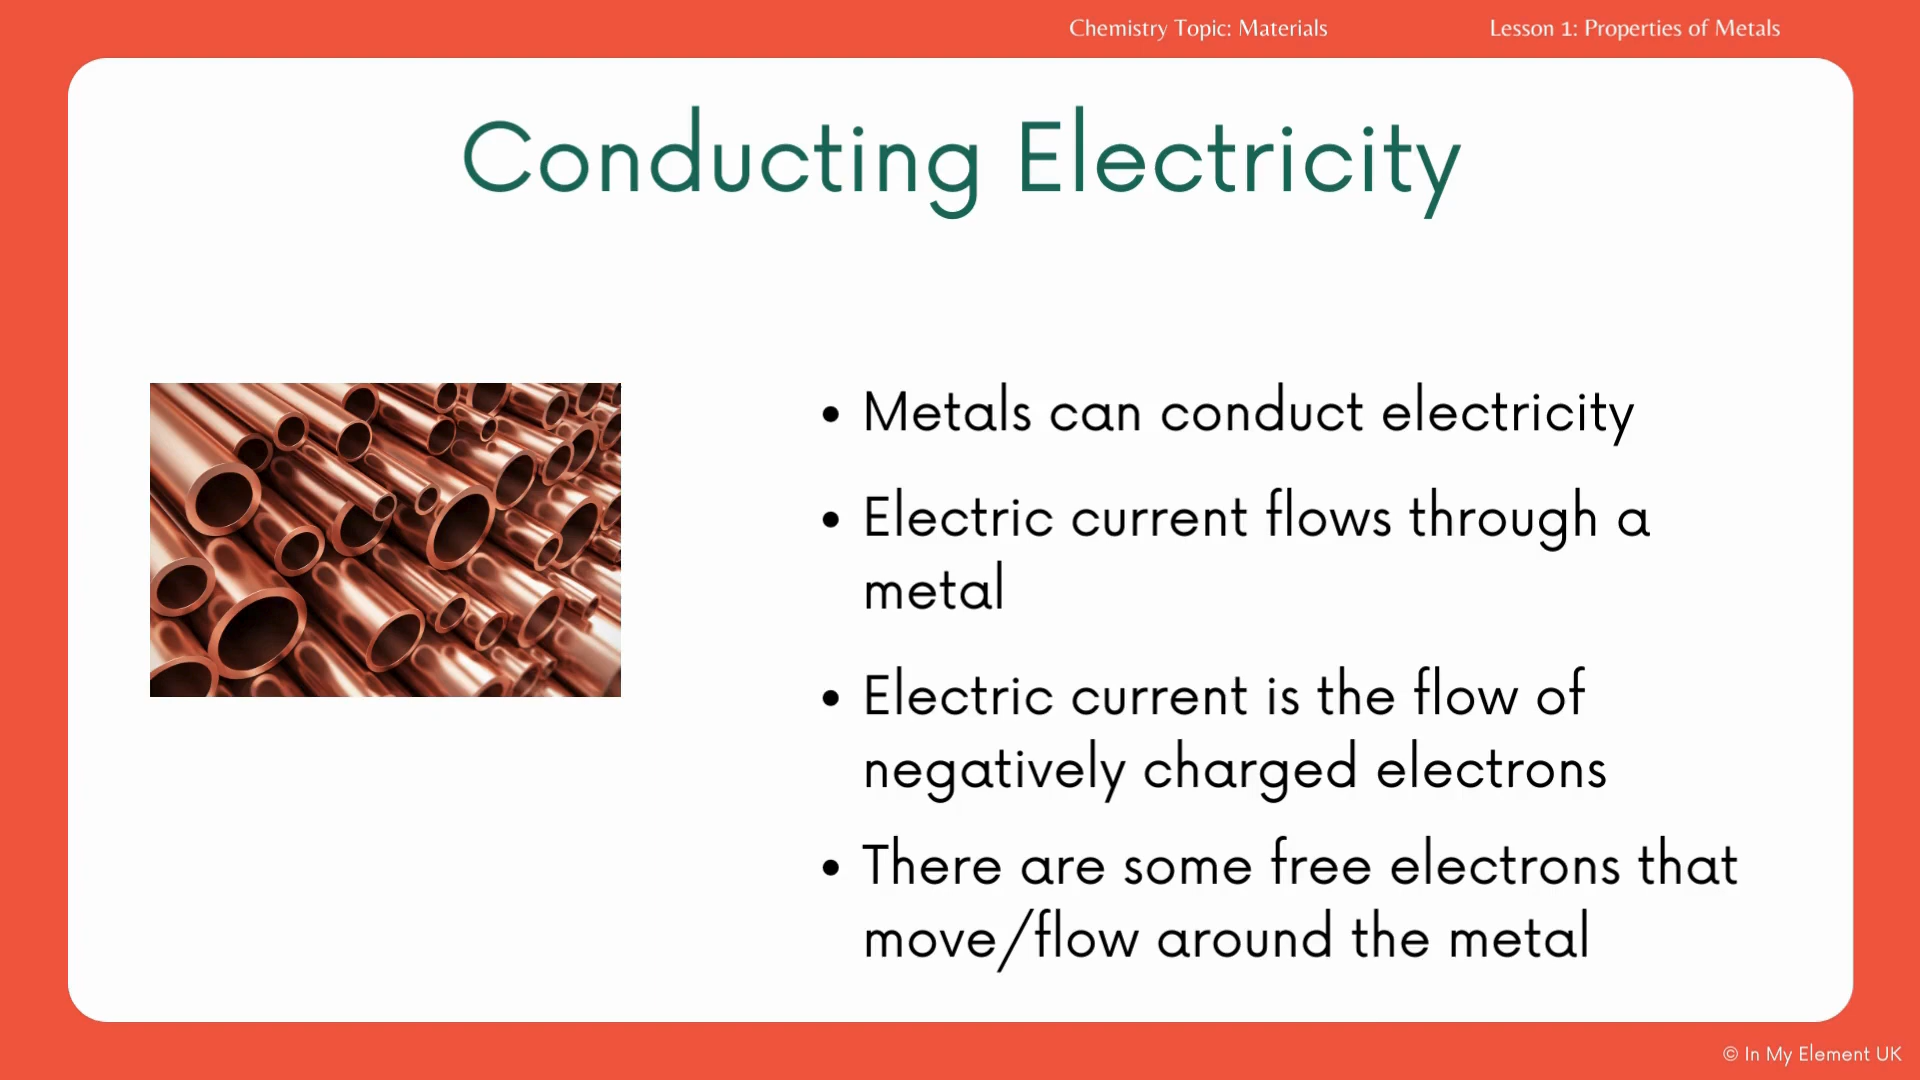 Chemistry Topic: Materials
Lesson 1: Properties of Metals
Conducting Electricity
• Metals can conduct electricity
• Electric current flows through a
metal
• Electric current is the flow of
negatively charged electrons
• There are some free electrons that
move/flow around the metal
© In My Element UK